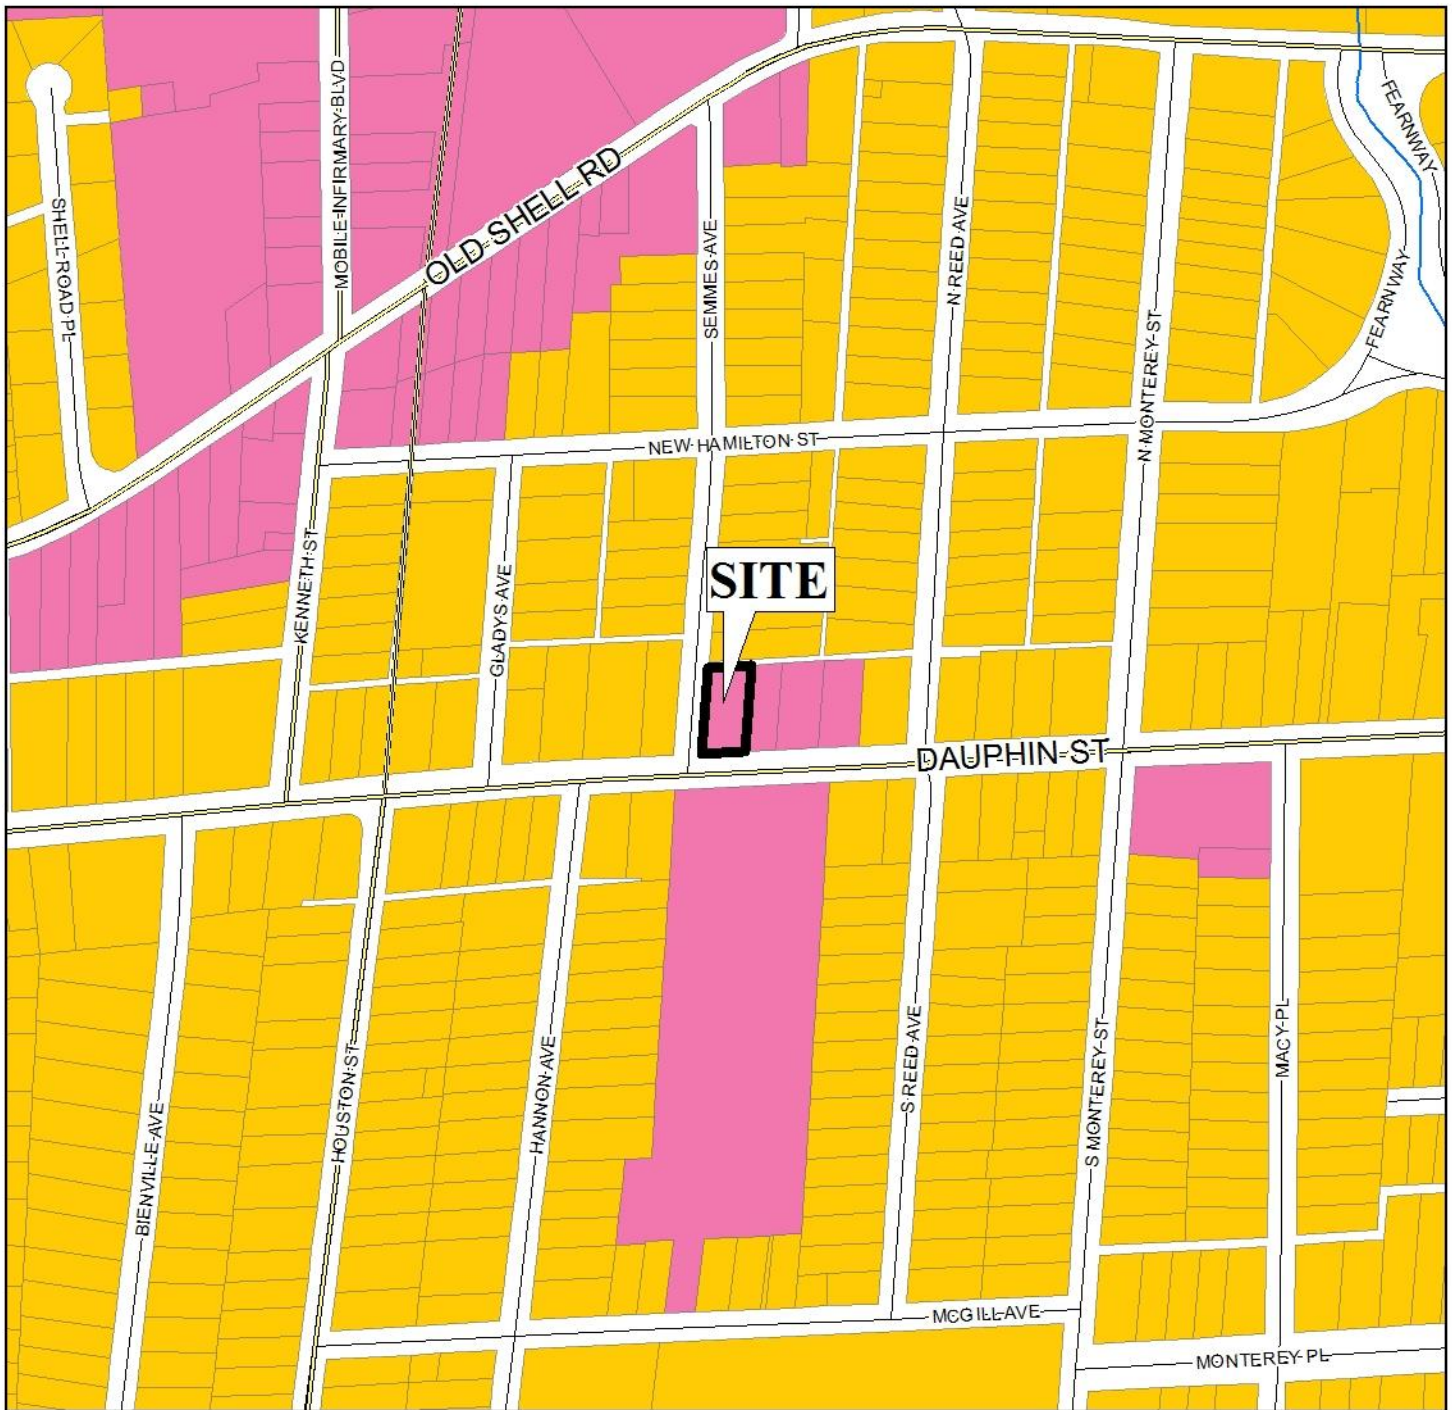 FEARNWAY
MOBILE INFIRMARY BLVD
OLD SHELL RD
SHELL ROAD PL
SEMMES AVE
N REED AVE
FEARNWAY
N MONTEREY ST
NEW HAMILTON ST
KENNETH ST
GLADYS AVE
SITE
DAUPHIN ST
BIENVILLE AVE
HOUSTON ST
HANNON AVE
S REED AVE
S MONTEREY ST
MACY PL
MCGILL AVE
MONTEREY PL